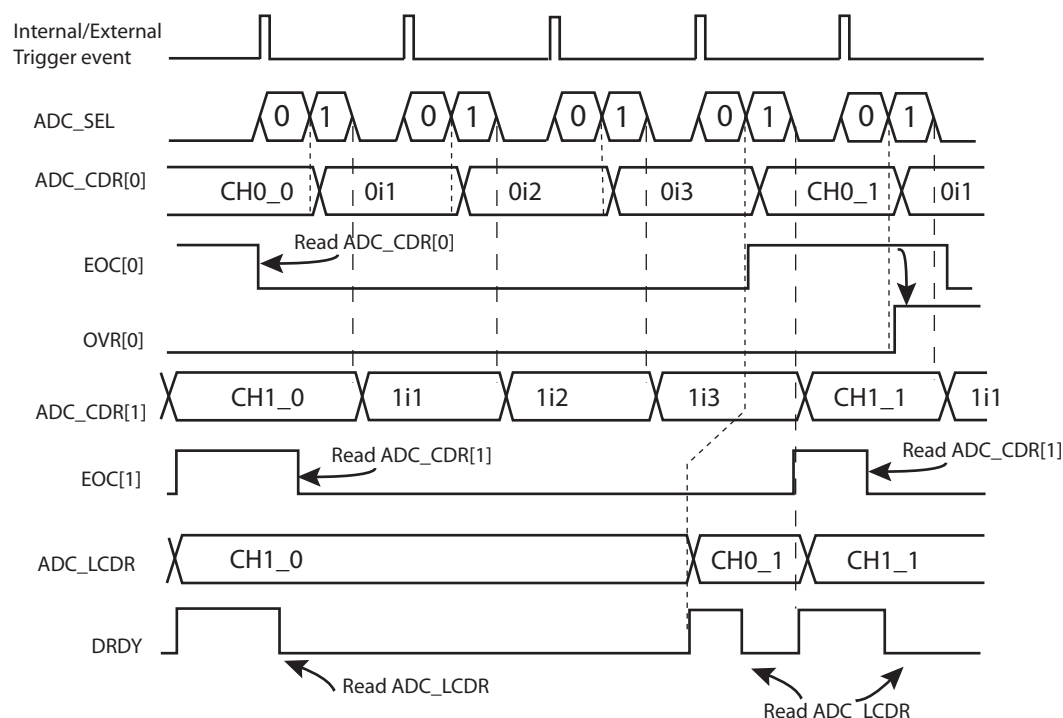 Internal/External
Trigger event
ADC_SEL
0 1 0 1 0 1 0 1 0 1
ADC_CDR[0]
CH0_0 0i1 0i2 0i3 CH0_1 0i1
Read ADC_CDR[0]
EOC[0]
OVR[0]
ADC_CDR[1]
CH1_0 1i1 1i2 1i3 CH1_1 1i1
Read ADC_CDR[1]
Read ADC_CDR[1]
EOC[1]
ADC_LCDR
CH1_0 CH0_1 CH1_1
DRDY
Read ADC_LCDR
Read ADC_LCDR